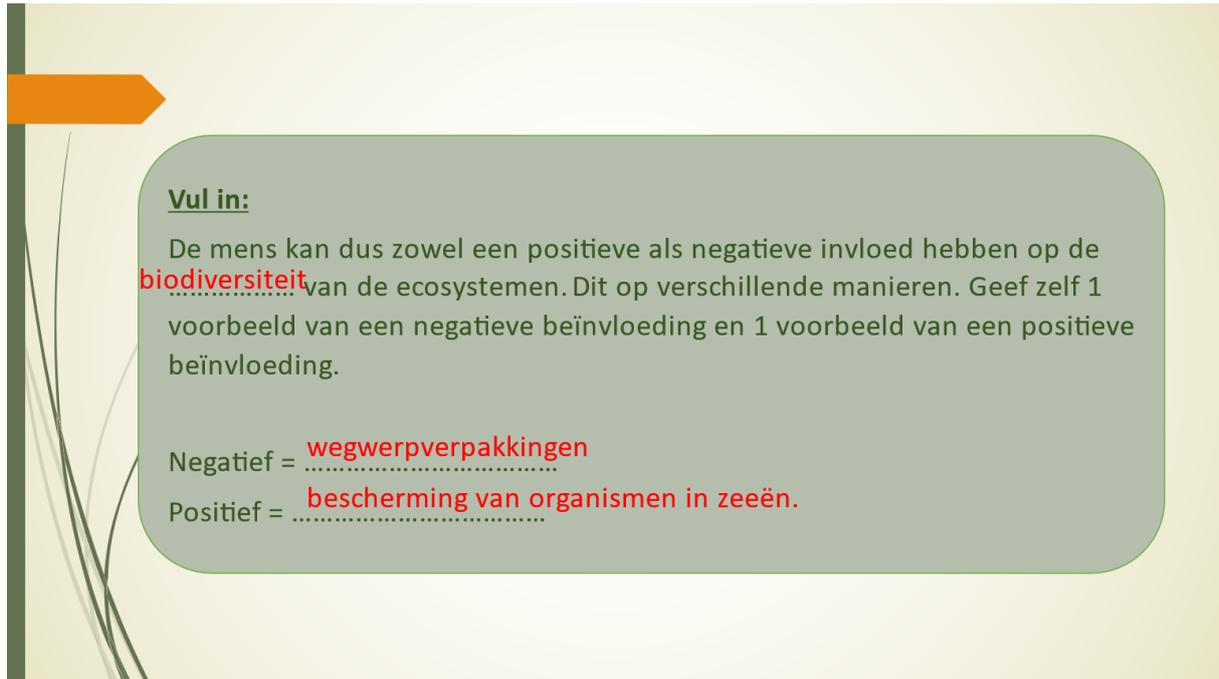 Vul in:
De mens kan dus zowel een positieve als negatieve invloed hebben op de
biodiversiteit van de ecosystemen. Dit op verschillende manieren. Geef zelf 1
voorbeeld van een negatieve beïnvloeding en 1 voorbeeld van een positieve
beïnvloeding.
Negatief = wegwerpverpakkingen
Positief = bescherming van organismen in zeeën.